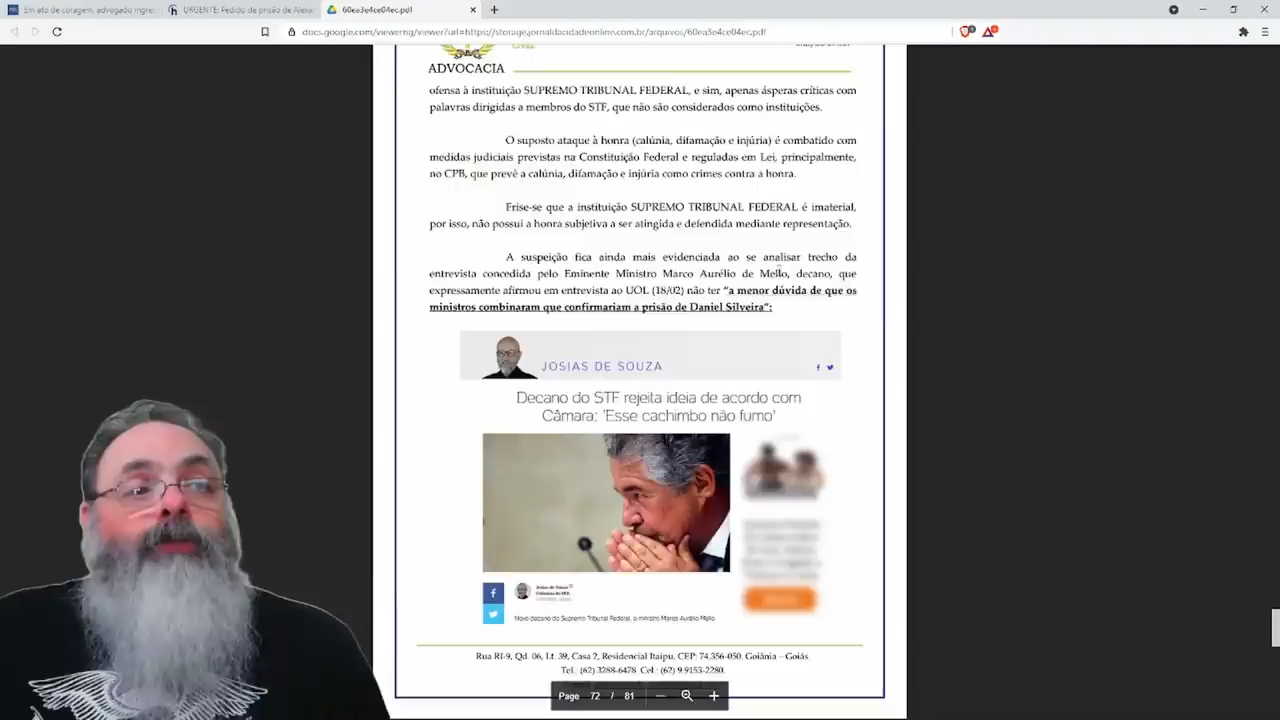 Em ato de coragem, advogado ingres
URGENTE: Pedido de prisão de Alexan
60ea3e4ce04ec.pdf
docs.google.com/viewerng/viewer?url=https://storage.jornaldacidadeonline.com.br/arquivos/60ea3e4ce04ec.pdf
ADVOCACIA
ofensa à instituição SUPREMO TRIBUNAL FEDERAL, e sim, apenas ásperas críticas com
palavras dirigidas a membros do STF, que não são considerados como instituições.
O suposto ataque à honra (calúnia, difamação e injúria) é combatido com
medidas judiciais previstas na Constituição Federal e reguladas em Lei, principalmente,
no CPB, que prevê a calúnia, difamação e injúria como crimes contra a honra.
Frise-se que a instituição SUPREMO TRIBUNAL FEDERAL é imaterial,
por isso, não possui a honra subjetiva a ser atingida e defendida mediante representação.
A suspeição fica ainda mais evidenciada ao se analisar trecho da
entrevista concedida pelo Eminente Ministro Marco Aurélio de Mello, decano, que
expressamente afirmou em entrevista ao UOL (18/02) não ter "a menor dúvida de que os
ministros combinaram que confirmariam a prisão de Daniel Silveira":
JOSIAS DE SOUZA
Decano do STF rejeita ideia de acordo com
Câmara: 'Esse cachimbo não fumo'
Josias de Souza
Colunista do UOL
Novo decano do Supremo Tribunal Federal, o ministro Marco Aurélio Mello
Rua RI-9, Qd. 06, Lt. 39, Casa 2, Residencial Itaipu, CEP: 74.356-050. Goiânia – Goiás.
Tel.: (62) 3288-6478 Cel.: (62) 9.9153-2280.
Page 72 / 81